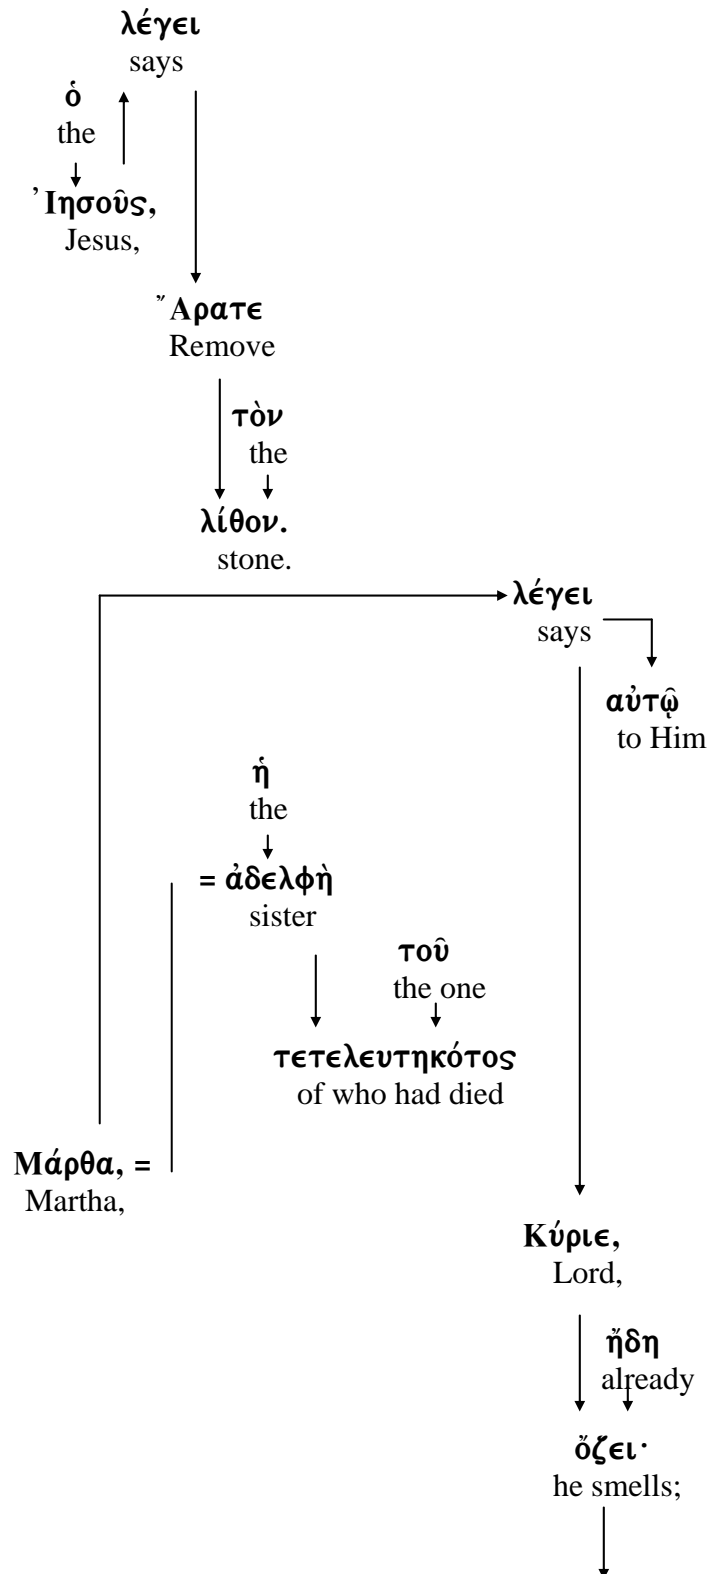 λέγει
says
ὁ
the
Ἰησοῦς,
Jesus,
Ἄρατε
Remove
τὸν
the
λίθον.
stone.
λέγει
says
αὐτῷ
to Him
ἡ
the
= ἀδελφὴ
sister
τοῦ
the one
τετελευτηκότος
of who had died
Μάρθα, =
Martha,
Κύριε,
Lord,
ἤδη
already
ὄζει·
he smells;